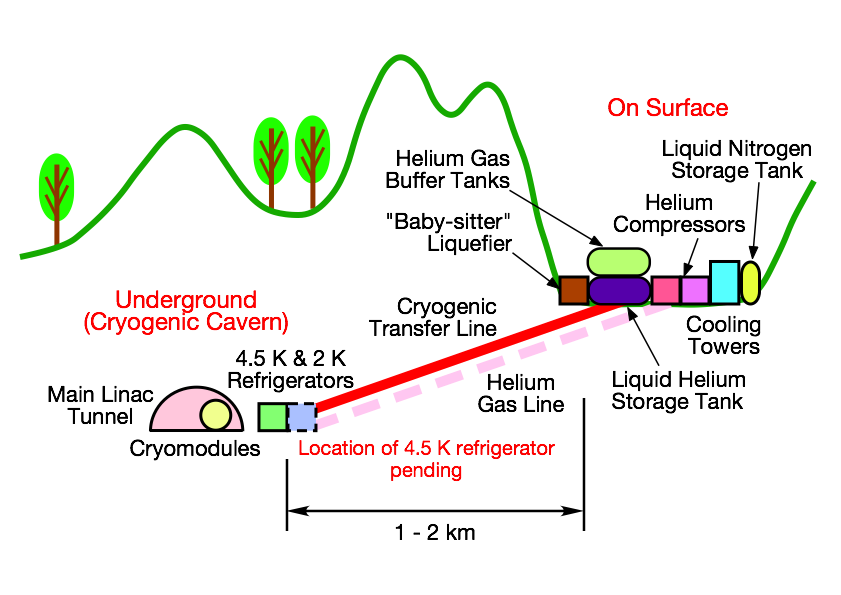 On Surface
Liquid Nitrogen
Storage Tank
Helium Gas
Buffer Tanks
Helium
Compressors
"Baby-sitter"
Liquefier
Underground
(Cryogenic Cavern)
Cryogenic
Transfer Line
Cooling
Towers
4.5 K & 2 K
Refrigerators
Main Linac
Tunnel
Helium
Gas Line
Liquid Helium
Storage Tank
Cryomodules
Location of 4.5 K refrigerator
pending
1 - 2 km